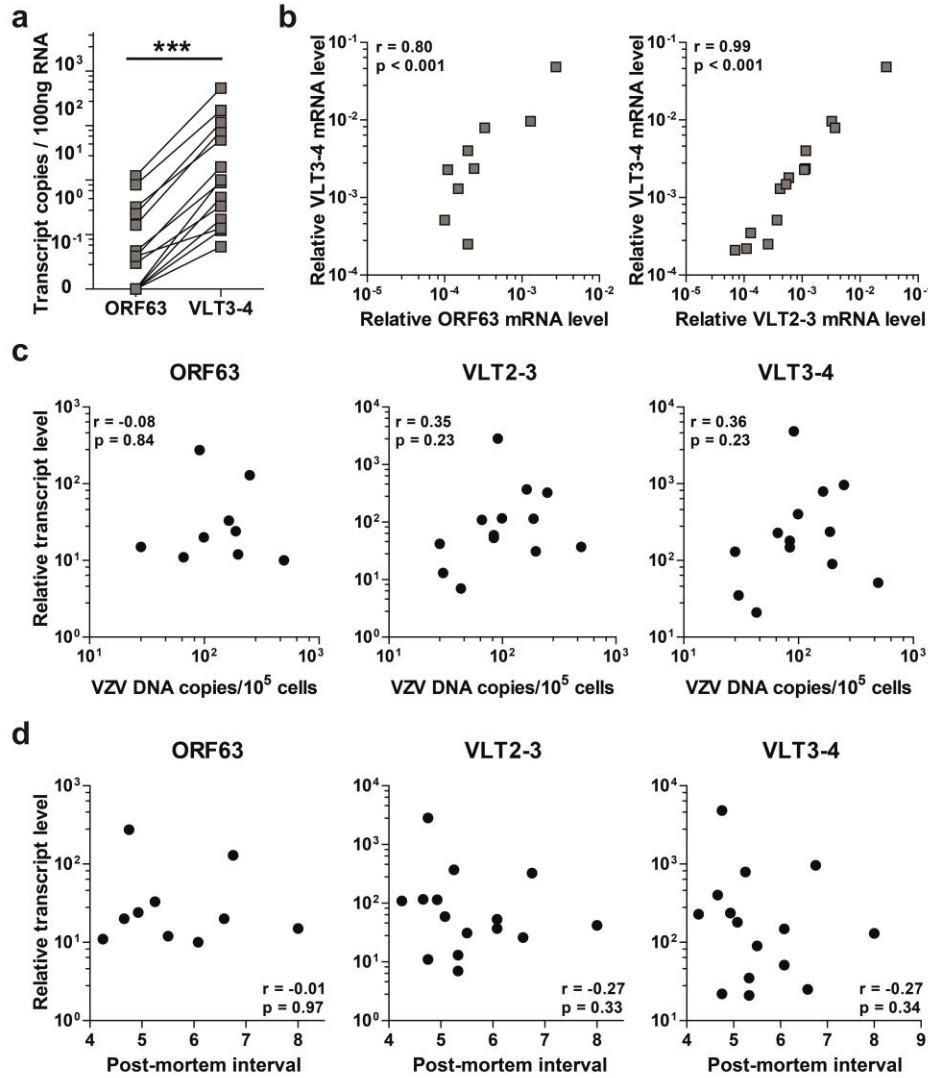 a
Transcript copies / 100ng RNA
***
10³
10²
10¹
10⁰
10⁻¹
0
ORF63 VLT3-4
b
Relative VLT3-4 mRNA level
r = 0.80
p < 0.001
10⁻¹
10⁻²
10⁻³
10⁻⁴
10⁻⁵ 10⁻⁴ 10⁻³ 10⁻²
Relative ORF63 mRNA level
Relative VLT3-4 mRNA level
r = 0.99
p < 0.001
10⁻¹
10⁻²
10⁻³
10⁻⁴
10⁻⁵ 10⁻⁴ 10⁻³ 10⁻² 10⁻¹
Relative VLT2-3 mRNA level
c
ORF63
Relative transcript level
r = -0.08
p = 0.84
10³
10²
10¹
10⁰
10¹ 10² 10³
VZV DNA copies/10⁵ cells
VLT2-3
r = 0.35
p = 0.23
10⁴
10³
10²
10¹
10⁰
10¹ 10² 10³
VZV DNA copies/10⁵ cells
VLT3-4
r = 0.36
p = 0.23
10⁴
10³
10²
10¹
10¹ 10² 10³
VZV DNA copies/10⁵ cells
d
ORF63
Relative transcript level
10³
10²
10¹
10⁰
r = -0.01
p = 0.97
4 5 6 7 8
Post-mortem interval
VLT2-3
10⁴
10³
10²
10¹
10⁰
r = -0.27
p = 0.33
4 5 6 7 8
Post-mortem interval
VLT3-4
10⁴
10³
10²
10¹
r = -0.27
p = 0.34
4 5 6 7 8 9
Post-mortem interval